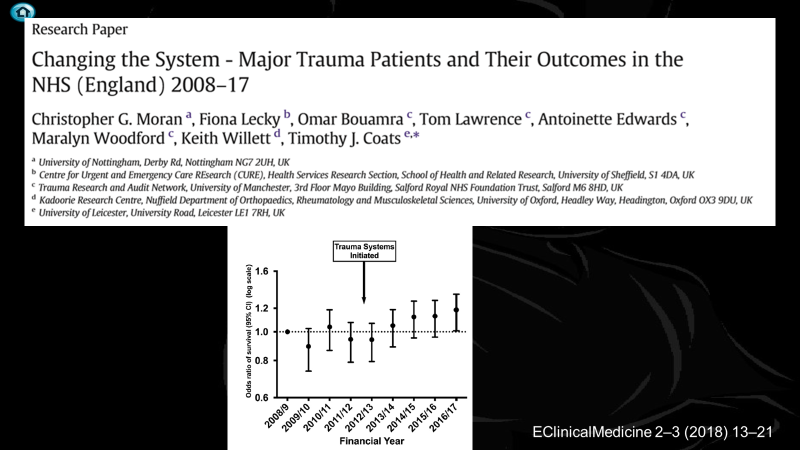 Research Paper
Changing the System - Major Trauma Patients and Their Outcomes in the
NHS (England) 2008–17
Christopher G. Moran a, Fiona Lecky b, Omar Bouamra c, Tom Lawrence c, Antoinette Edwards c,
Maralyn Woodford c, Keith Willett d, Timothy J. Coats e,*
a University of Nottingham, Derby Rd, Nottingham NG7 2UH, UK
b Centre for Urgent and Emergency Care REsearch (CURE), Health Services Research Section, School of Health and Related Research, University of Sheffield, S1 4DA, UK
c Trauma Research and Audit Network, University of Manchester, 3rd Floor Mayo Building, Salford Royal NHS Foundation Trust, Salford M6 8HD, UK
d Kadoorie Research Centre, Nuffield Department of Orthopaedics, Rheumatology and Musculoskeletal Sciences, University of Oxford, Headley Way, Headington, Oxford OX3 9DU, UK
e University of Leicester, University Road, Leicester LE1 7RH, UK
Trauma Systems
Initiated
Odds ratio of survival (95% CI) (log scale)
1.6
1.2
1.0
0.8
0.6
2008/9
2009/10
2010/11
2011/12
2012/13
2013/14
2014/15
2015/16
2016/17
Financial Year
EClinicalMedicine 2–3 (2018) 13–21